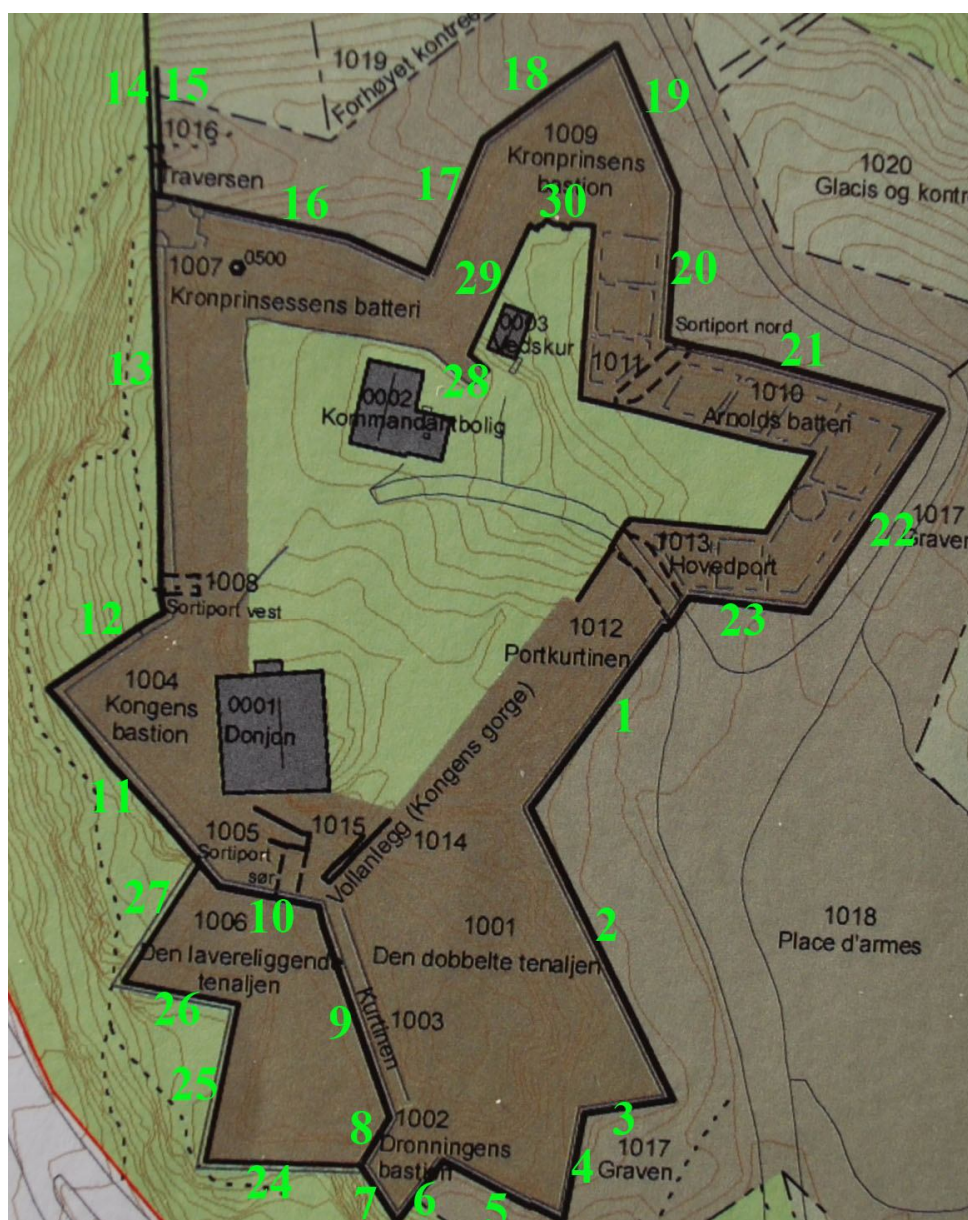 18
19
1019
Forhøvet kontre
14 15
1009
Kronprinsens
bastion
1016
Traversen
1020
Glacis og kontr
17
16
30
1007 0500
Kronprinsessens batteri
29
20
0003
Vedskur
Sortiport nord
21
13
28
1011
1010
Arnolds batteri
0002
Kommandantbolig
1017
Graven
22
1013
Hovedport
1008
Sortiport vest
12
23
1012
Portkurtinen
1004
Kongens
bastion
0001
Donjon
1
Vollanlegg (Kongens gorge)
11
1005
Sortiport
sør
1015
1014
27
10
1006
Den lavereliggende
tenaljen
1001
Den dobbelte tenaljen
2
1018
Place d'armes
26
9
Kurtinen
1003
25
8
1002
Dronningens
bastion
3
1017
Graven
4
24
7
6
5